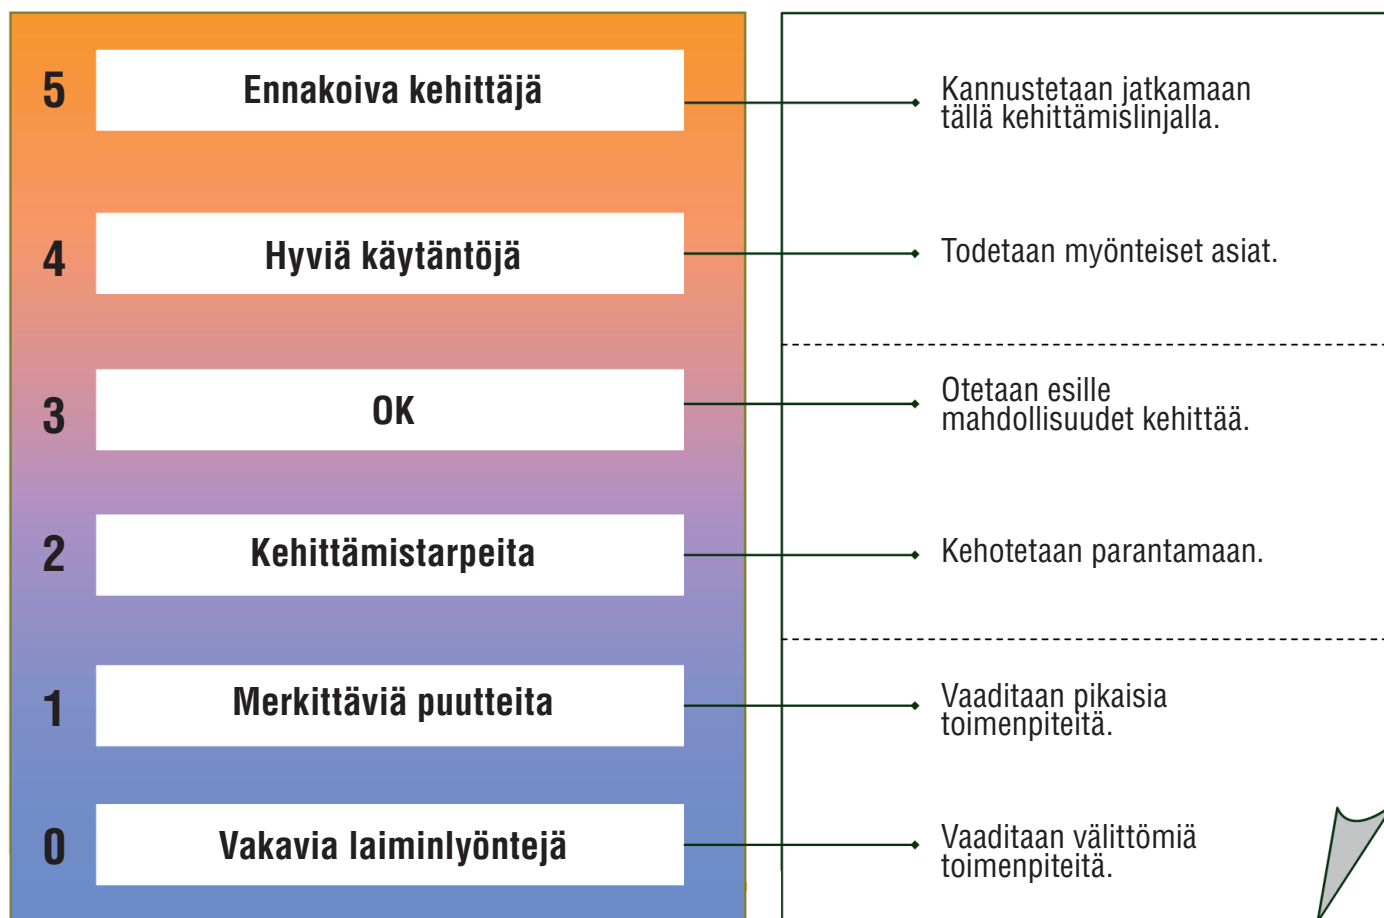 5
Ennakoiva kehittäjä
Kannustetaan jatkamaan
tällä kehittämislinjalla.
4
Hyviä käytäntöjä
Todetaan myönteiset asiat.
3
OK
Otetaan esille
mahdollisuudet kehittää.
2
Kehittämistarpeita
Kehotetaan parantamaan.
1
Merkittäviä puutteita
Vaaditaan pikaisia
toimenpiteitä.
0
Vakavia laiminlyöntejä
Vaaditaan välittömiä
toimenpiteitä.